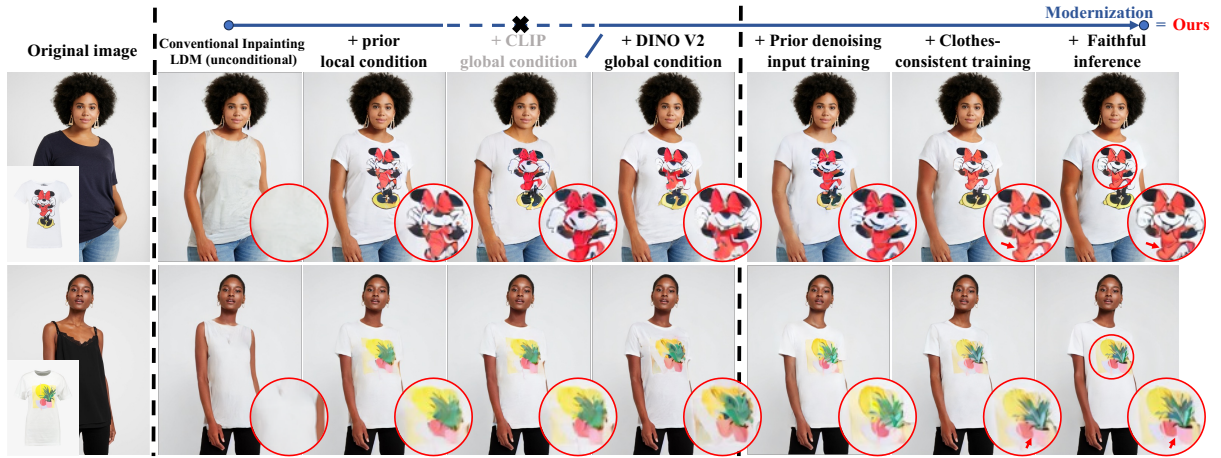 Modernization
= Ours
Original image
Conventional Inpainting
LDM (unconditional)
+ prior
local condition
+ CLIP
global condition
+ DINO V2
global condition
+ Prior denoising
input training
+ Clothes-
consistent training
+ Faithful
inference